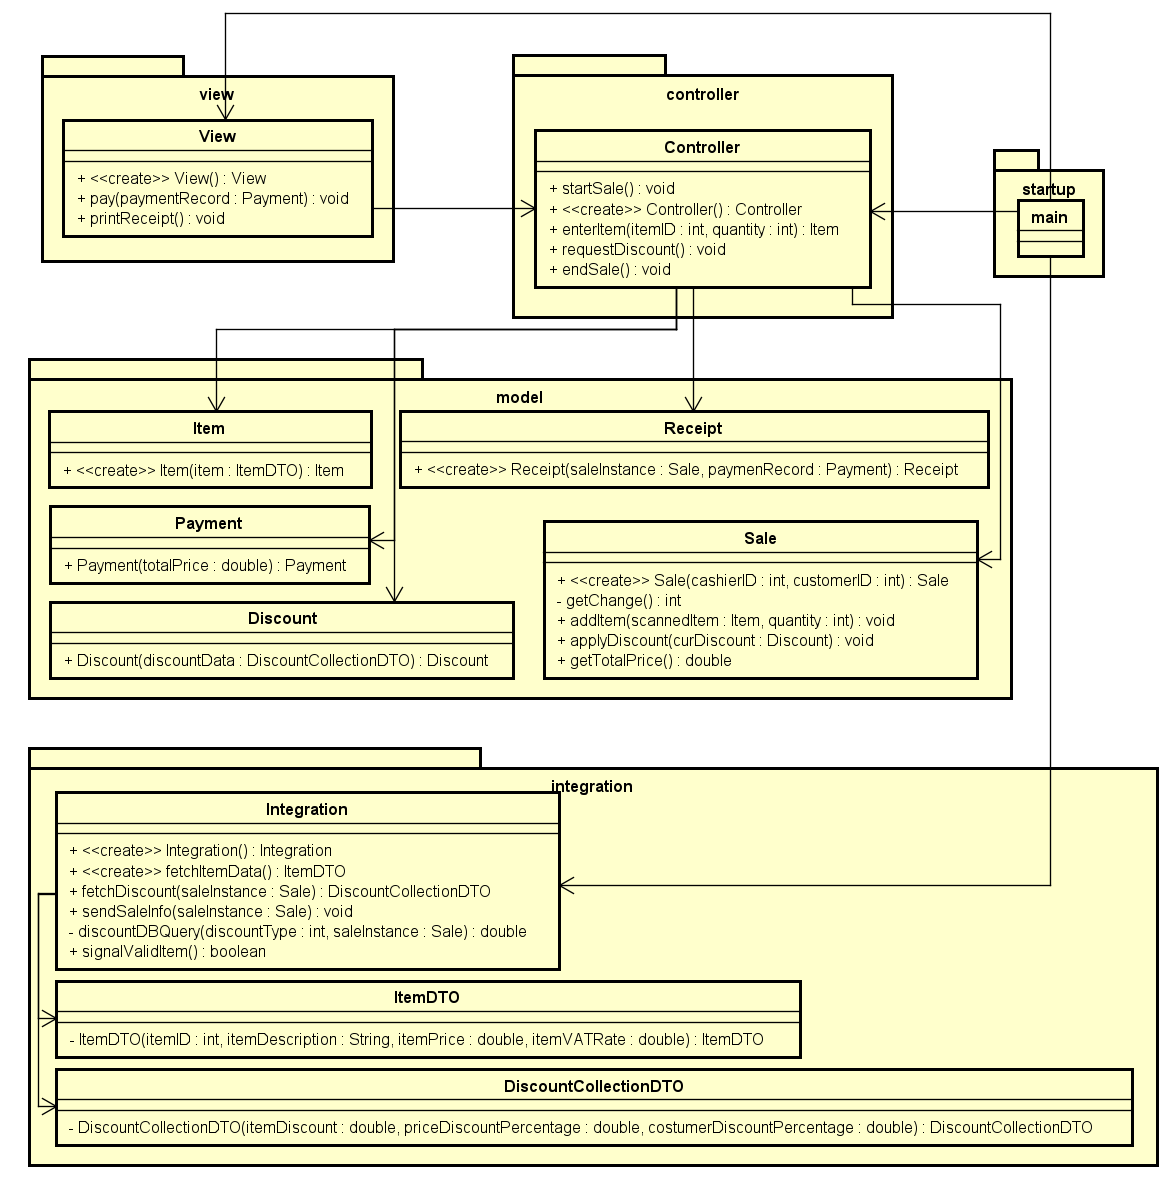 view
View
+ <<create>> View() : View
+ pay(paymentRecord : Payment) : void
+ printReceipt() : void
controller
Controller
+ startSale() : void
+ <<create>> Controller() : Controller
+ enterItem(itemID : int, quantity : int) : Item
+ requestDiscount() : void
+ endSale() : void
startup
main
model
Item
+ <<create>> Item(item : ItemDTO) : Item
Receipt
+ <<create>> Receipt(saleInstance : Sale, paymenRecord : Payment) : Receipt
Payment
+ Payment(totalPrice : double) : Payment
Discount
+ Discount(discountData : DiscountCollectionDTO) : Discount
Sale
+ <<create>> Sale(cashierID : int, customerID : int) : Sale
- getChange() : int
+ addItem(scannedItem : Item, quantity : int) : void
+ applyDiscount(curDiscount : Discount) : void
+ getTotalPrice() : double
integration
Integration
+ <<create>> Integration() : Integration
+ <<create>> fetchItemData() : ItemDTO
+ fetchDiscount(saleInstance : Sale) : DiscountCollectionDTO
+ sendSaleInfo(saleInstance : Sale) : void
- discountDBQuery(discountType : int, saleInstance : Sale) : double
+ signalValidItem() : boolean
ItemDTO
- ItemDTO(itemID : int, itemDescription : String, itemPrice : double, itemVATRate : double) : ItemDTO
DiscountCollectionDTO
- DiscountCollectionDTO(itemDiscount : double, priceDiscountPercentage : double, costumerDiscountPercentage : double) : DiscountCollectionDTO